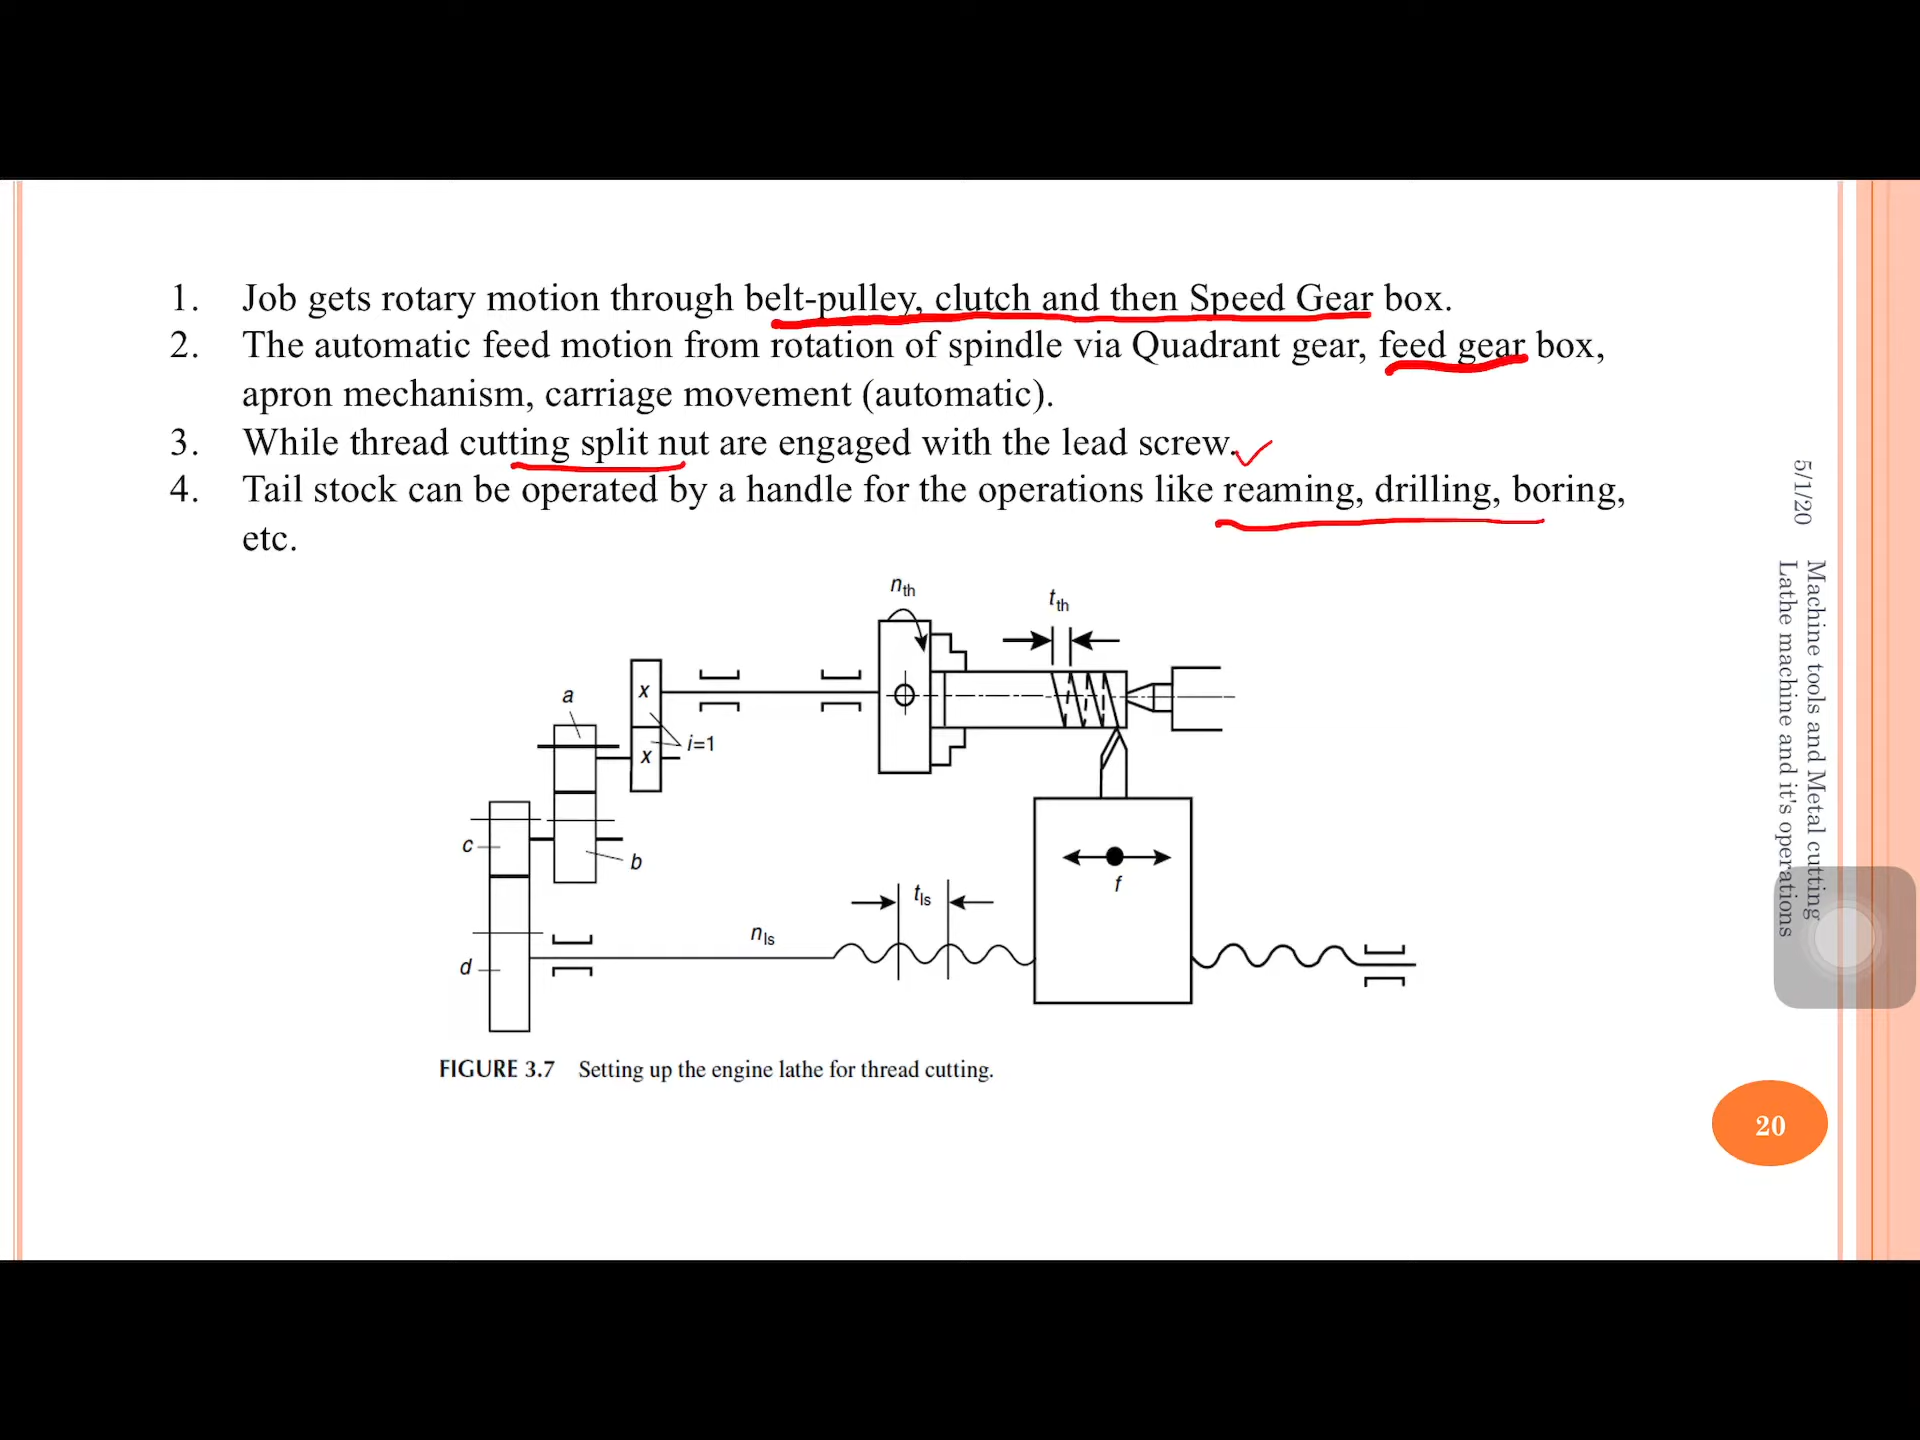 1. Job gets rotary motion through belt-pulley, clutch and then Speed Gear box.
2. The automatic feed motion from rotation of spindle via Quadrant gear, feed gear box,
apron mechanism, carriage movement (automatic).
3. While thread cutting split nut are engaged with the lead screw.
4. Tail stock can be operated by a handle for the operations like reaming, drilling, boring,
etc.
nth
tth
a
x
i=1
x
c
b
f
tls
nls
d
FIGURE 3.7 Setting up the engine lathe for thread cutting.
5/1/20
Machine tools and Metal cutting
Lathe machine and it's operations
20